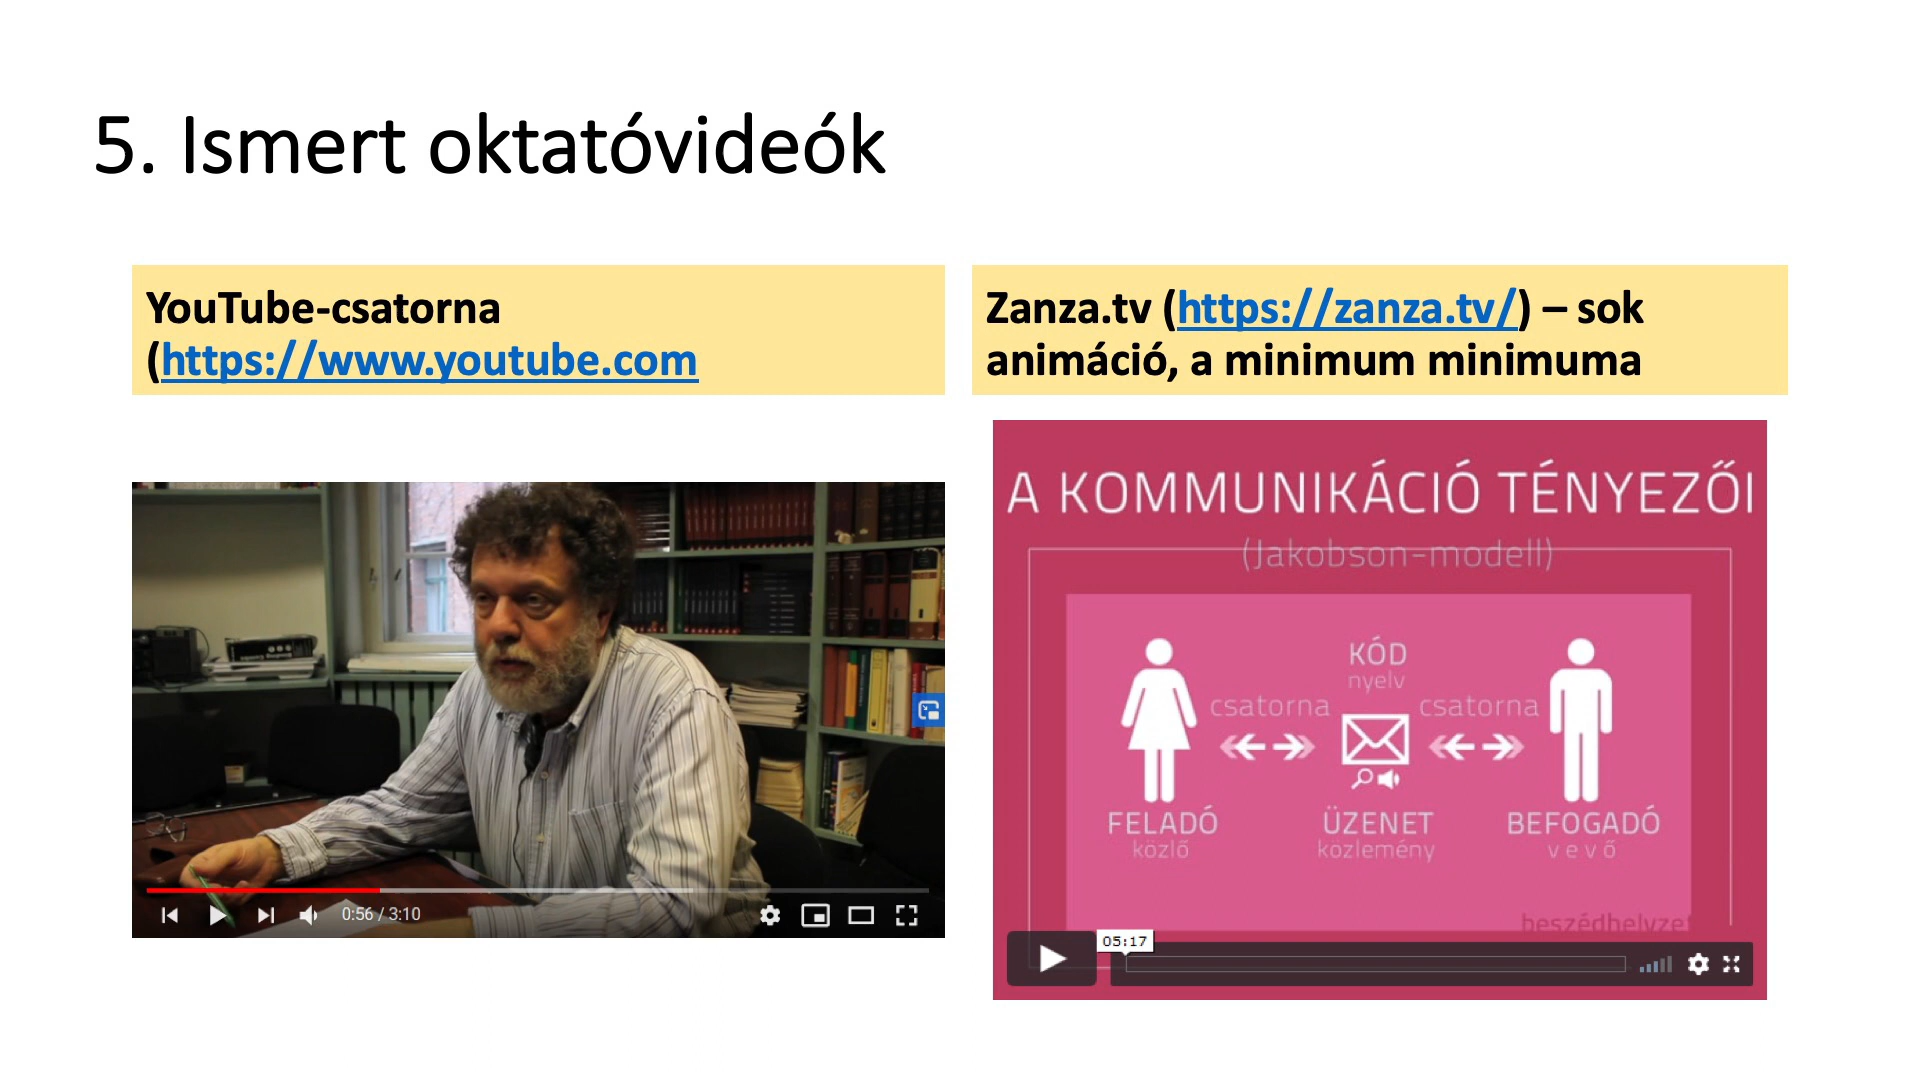 5. Ismert oktatóvideók
YouTube-csatorna
(https://www.youtube.com
Zanza.tv (https://zanza.tv/) – sok
animáció, a minimum minimuma
0:56 / 3:10
A KOMMUNIKÁCIÓ TÉNYEZŐI
(Jakobson-modell)
KÓD
nyelv
csatorna
csatorna
FELADÓ
közlő
ÜZENET
közlemény
BEFOGADÓ
vevő
beszédhelyzet
05:17